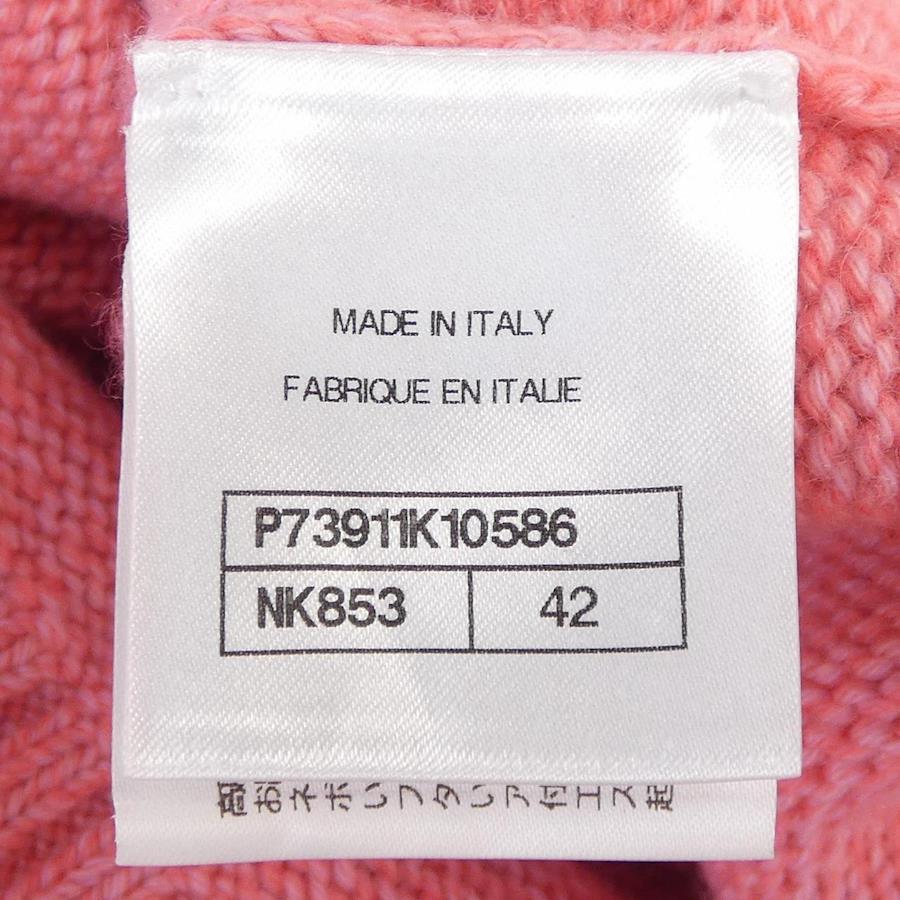 MADE IN ITALY
FABRIQUE EN ITALIE
P73911K10586
NK853 42